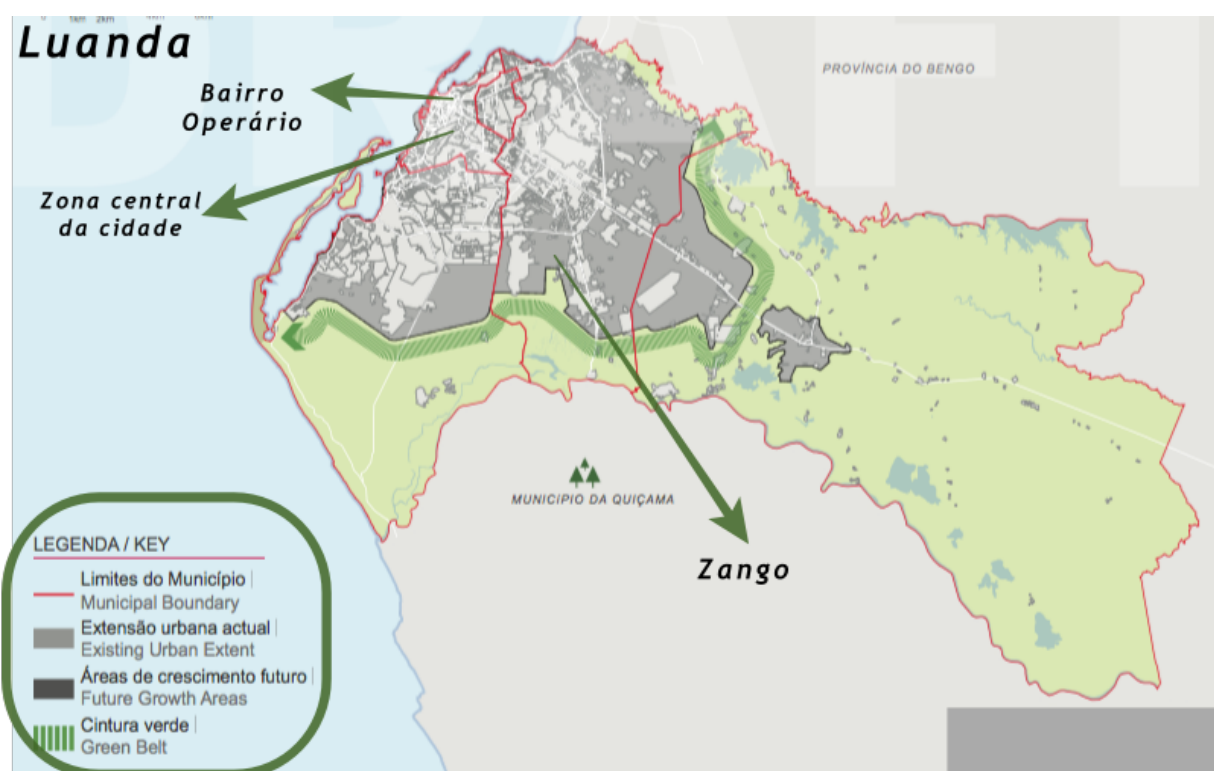 1km 2km
Luanda
Bairro
Operário
Zona central
da cidade
PROVÍNCIA DO BENGO
MUNICÍPIO DA QUIÇAMA
Zango
LEGENDA / KEY
Limites do Município |
Municipal Boundary
Extensão urbana actual |
Existing Urban Extent
Áreas de crescimento futuro |
Future Growth Areas
Cintura verde |
Green Belt